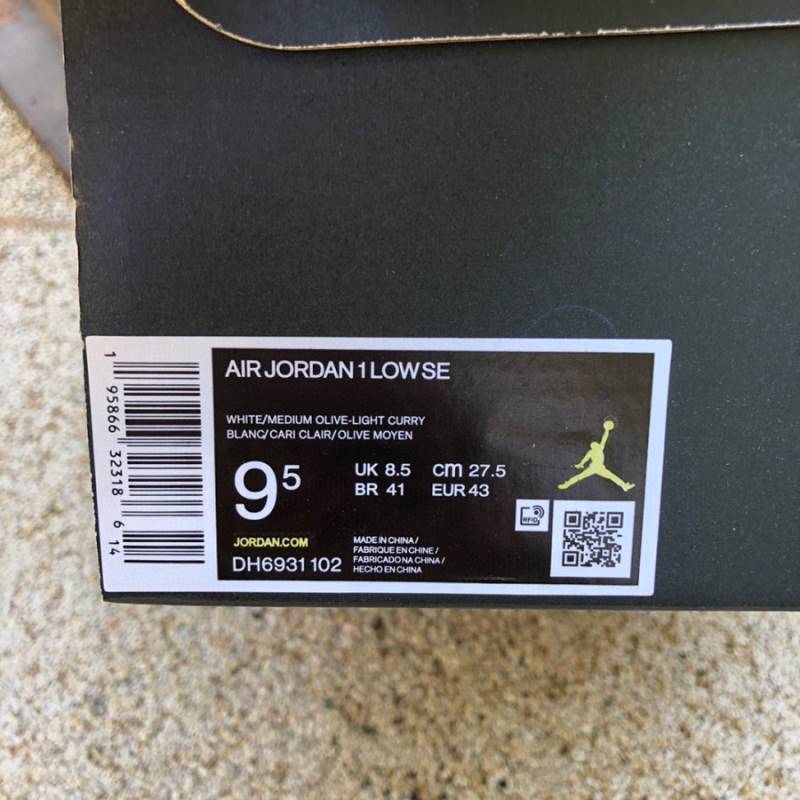 AIR JORDAN 1 LOW SE
WHITE/MEDIUM OLIVE-LIGHT CURRY
BLANC/CARI CLAIR/OLIVE MOYEN
9 5
UK 8.5 cm 27.5
BR 41 EUR 43
RFID
JORDAN.COM
DH6931 102
MADE IN CHINA /
FABRIQUE EN CHINE /
FABRICADO NA CHINA /
HECHO EN CHINA
1 95866 32318 6 14